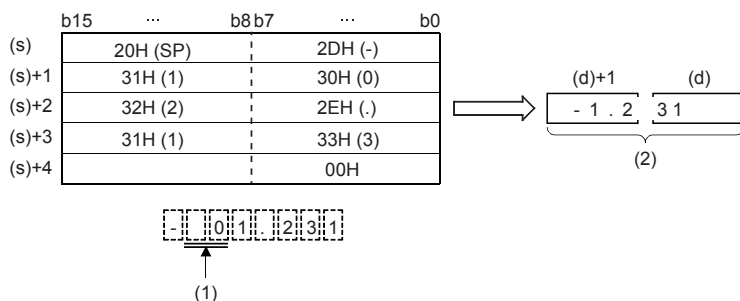 b15 ... b8 b7 ... b0
(s) 20H (SP) 2DH (-)
(s)+1 31H (1) 30H (0)
(s)+2 32H (2) 2EH (.)
(s)+3 31H (1) 33H (3)
(s)+4 00H
(d)+1 (d)
- 1 . 2 3 1
(2)
- 0 1 . 2 3 1
(1)